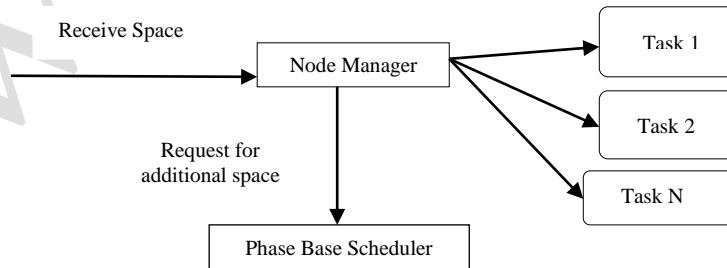 Receive Space
Node Manager
Task 1
Task 2
Task N
Request for
additional space
Phase Base Scheduler